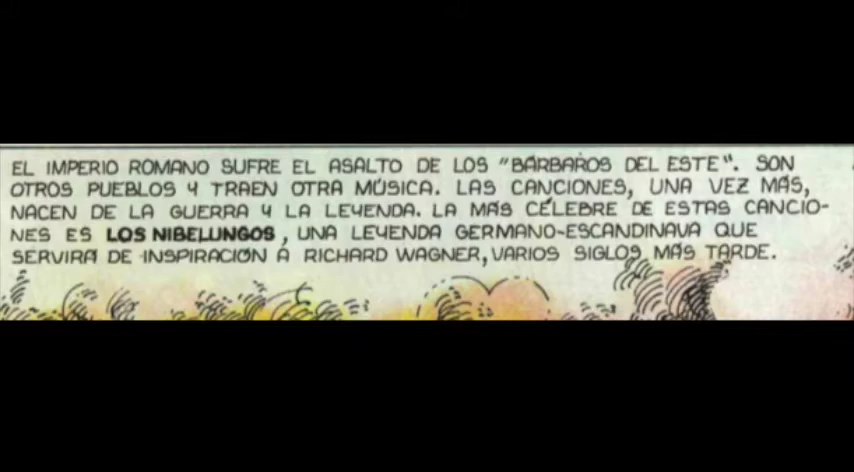 EL IMPERIO ROMANO SUFRE EL ASALTO DE LOS "BÁRBAROS DEL ESTE". SON
OTROS PUEBLOS Y TRAEN OTRA MÚSICA. LAS CANCIONES, UNA VEZ MÁS,
NACEN DE LA GUERRA Y LA LEYENDA. LA MÁS CÉLEBRE DE ESTAS CANCIO-
NES ES LOS NIBELUNGOS, UNA LEYENDA GERMANO-ESCANDINAVA QUE
SERVIRÁ DE INSPIRACIÓN A RICHARD WAGNER, VARIOS SIGLOS MÁS TARDE.